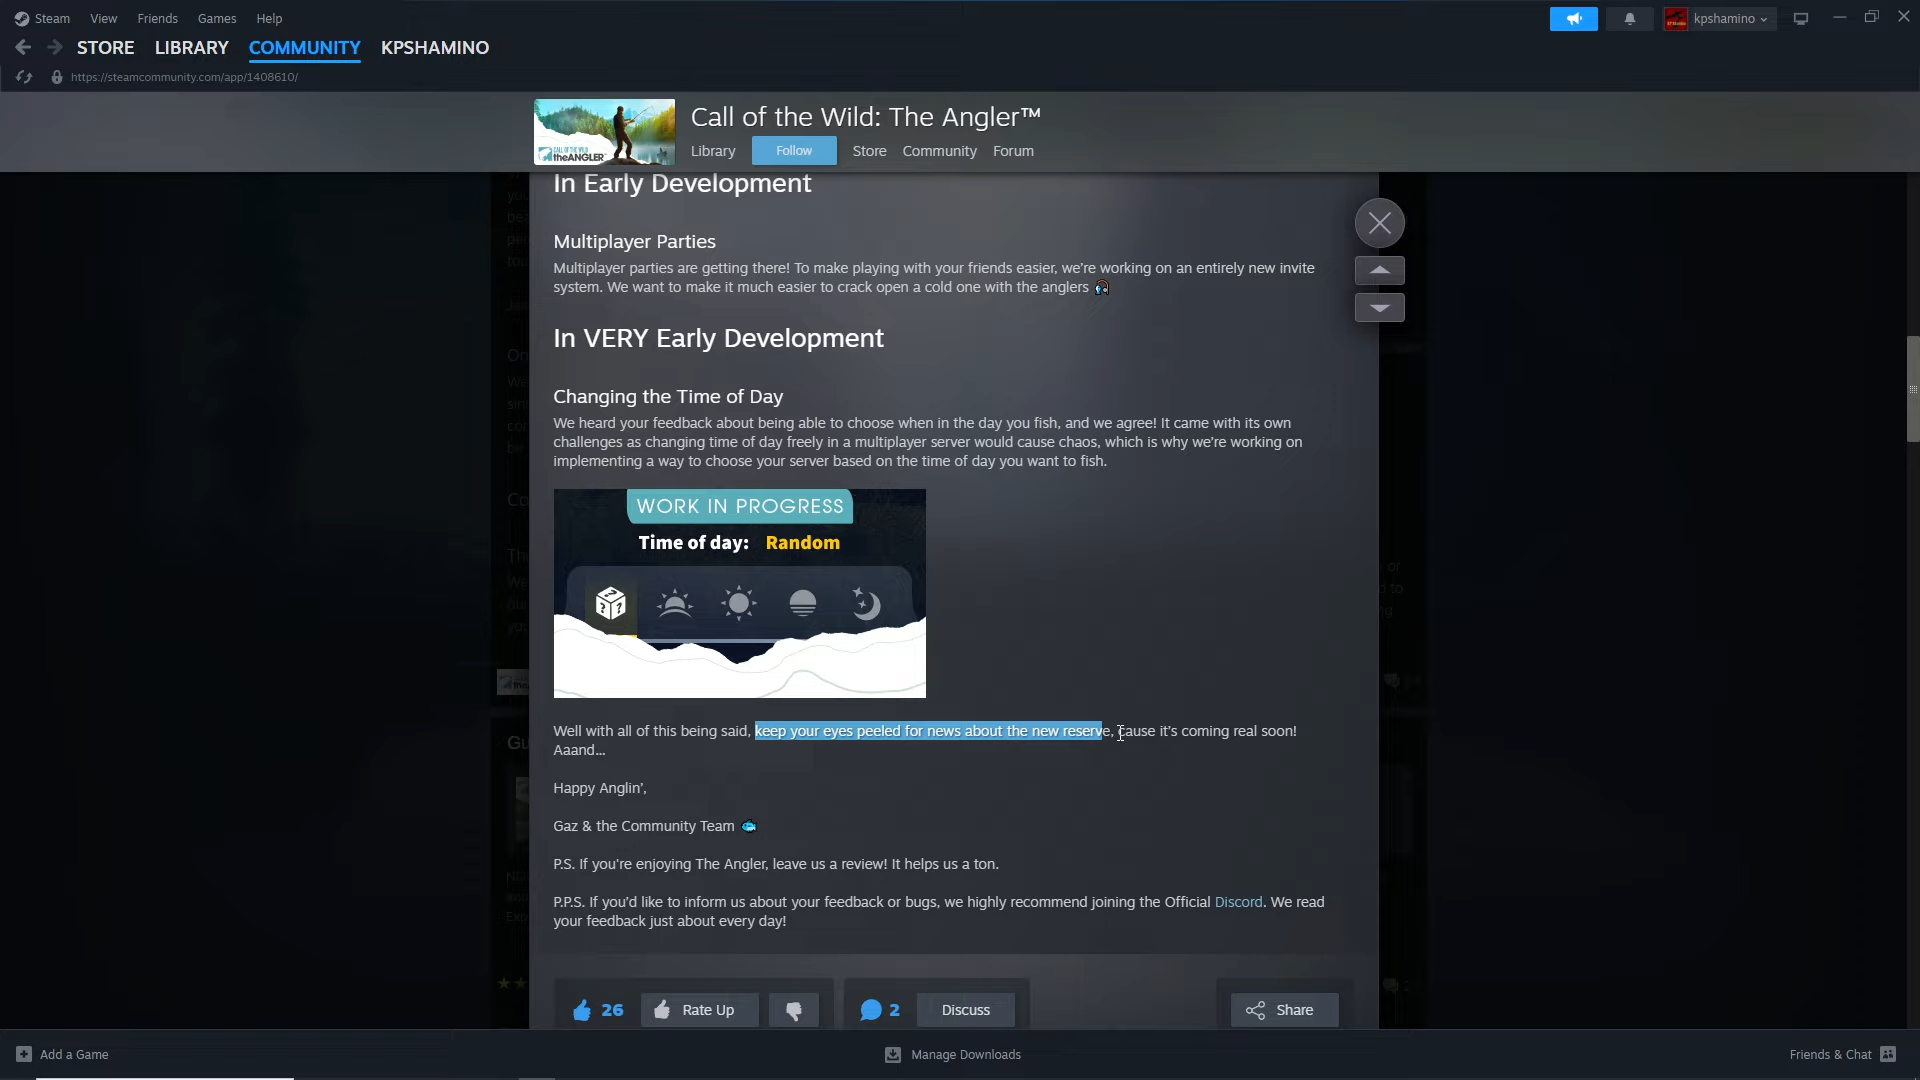 Steam View Friends Games Help
kpshamino
STORE LIBRARY COMMUNITY KPSHAMINO
https://steamcommunity.com/app/1408610/
CALL OF THE WILD
theANGLER
Call of the Wild: The Angler™
Library Follow Store Community Forum
In Early Development
Multiplayer Parties
Multiplayer parties are getting there! To make playing with your friends easier, we're working on an entirely new invite
system. We want to make it much easier to crack open a cold one with the anglers
In VERY Early Development
Changing the Time of Day
We heard your feedback about being able to choose when in the day you fish, and we agree! It came with its own
challenges as changing time of day freely in a multiplayer server would cause chaos, which is why we're working on
implementing a way to choose your server based on the time of day you want to fish.
WORK IN PROGRESS
Time of day: Random
Well with all of this being said, keep your eyes peeled for news about the new reserve, cause it's coming real soon!
Aaand...
Happy Anglin',
Gaz & the Community Team
P.S. If you're enjoying The Angler, leave us a review! It helps us a ton.
P.P.S. If you'd like to inform us about your feedback or bugs, we highly recommend joining the Official Discord. We read
your feedback just about every day!
26 Rate Up 2 Discuss Share
Add a Game Manage Downloads Friends & Chat